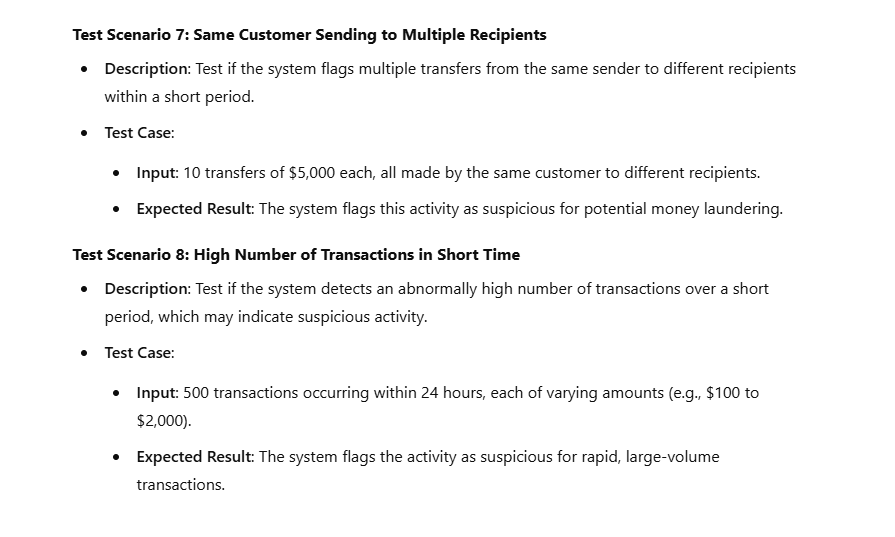 Test Scenario 7: Same Customer Sending to Multiple Recipients
• Description: Test if the system flags multiple transfers from the same sender to different recipients
within a short period.
• Test Case:
• Input: 10 transfers of $5,000 each, all made by the same customer to different recipients.
• Expected Result: The system flags this activity as suspicious for potential money laundering.
Test Scenario 8: High Number of Transactions in Short Time
• Description: Test if the system detects an abnormally high number of transactions over a short
period, which may indicate suspicious activity.
• Test Case:
• Input: 500 transactions occurring within 24 hours, each of varying amounts (e.g., $100 to
$2,000).
• Expected Result: The system flags the activity as suspicious for rapid, large-volume
transactions.